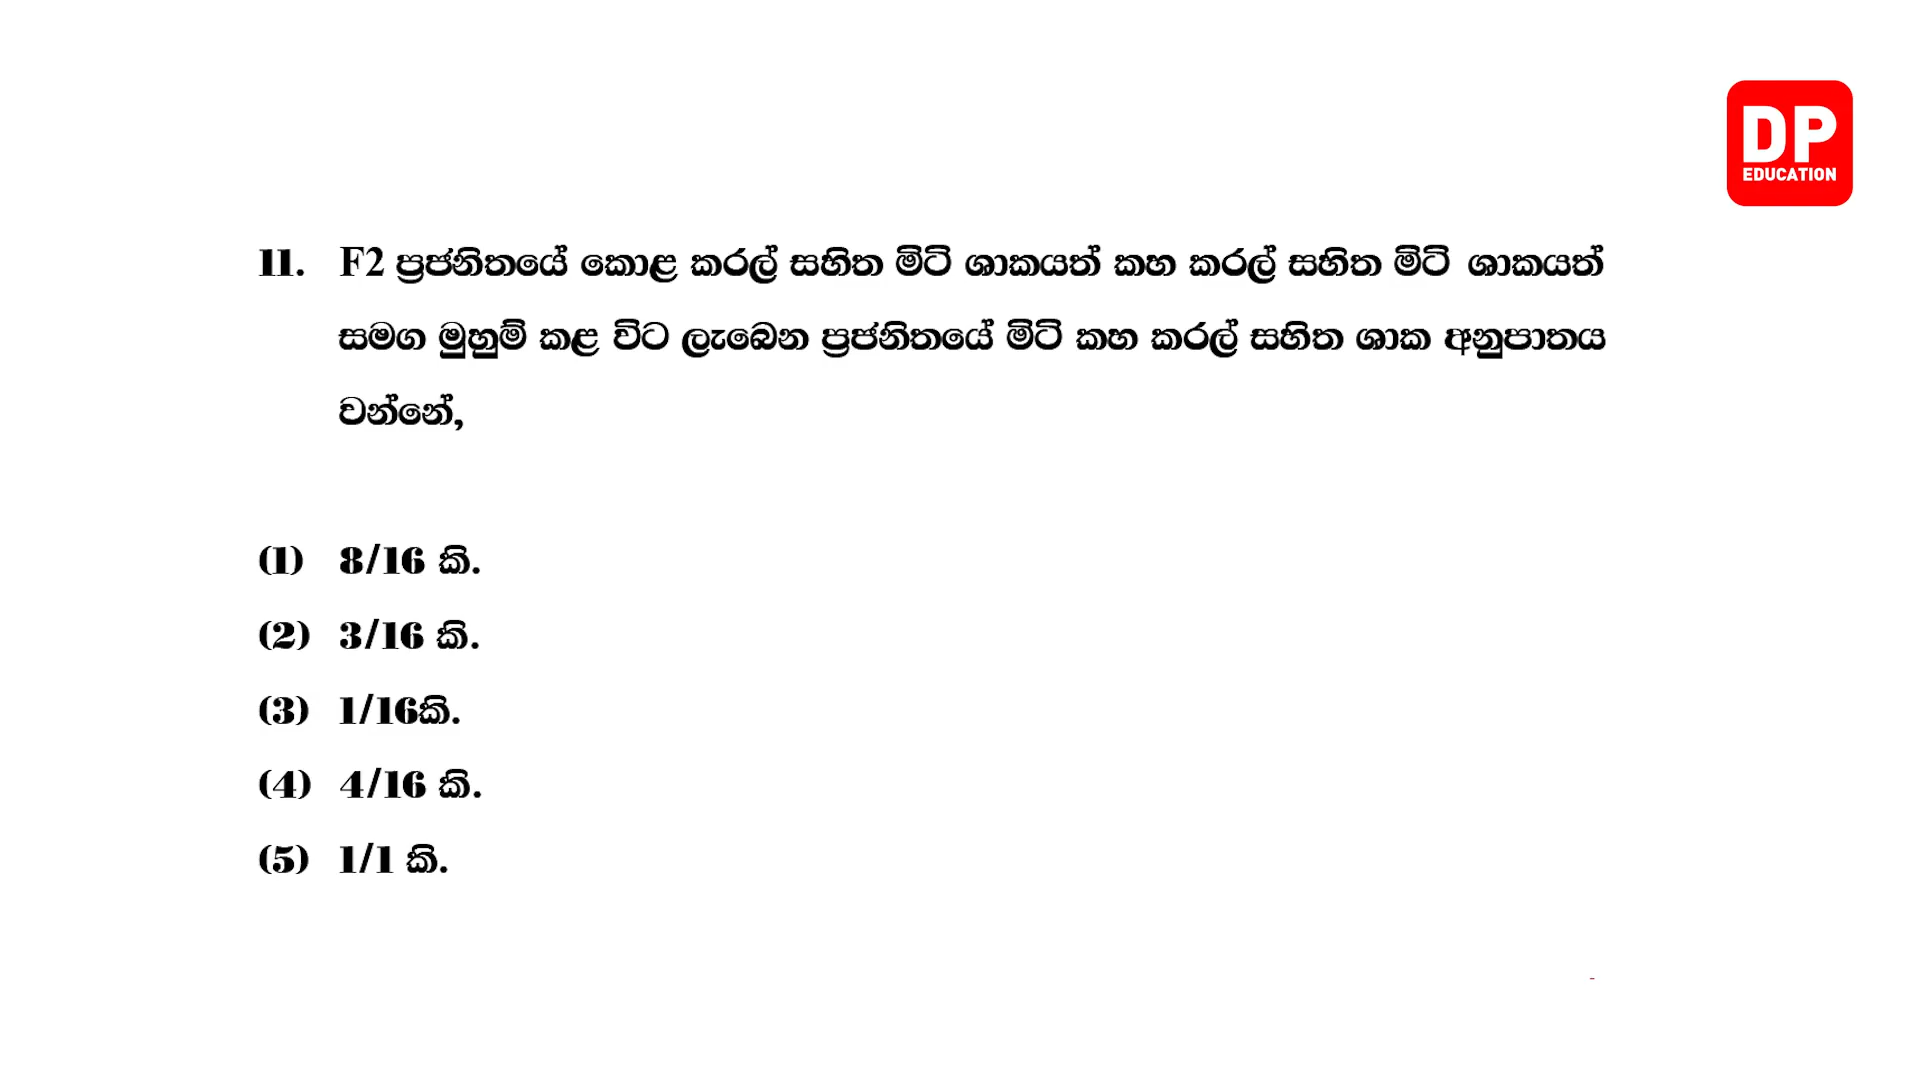 DP
EDUCATION
11. F2 ප්‍රජනිතයේ කොළ කරල් සහිත මිටි ශාකයත් කහ කරල් සහිත මිටි ශාකයත්
සමග මුහුම් කළ විට ලැබෙන ප්‍රජනිතයේ මිටි කහ කරල් සහිත ශාක අනුපාතය
වන්නේ,
(1) 8/16 කි.
(2) 3/16 කි.
(3) 1/16කි.
(4) 4/16 කි.
(5) 1/1 කි.